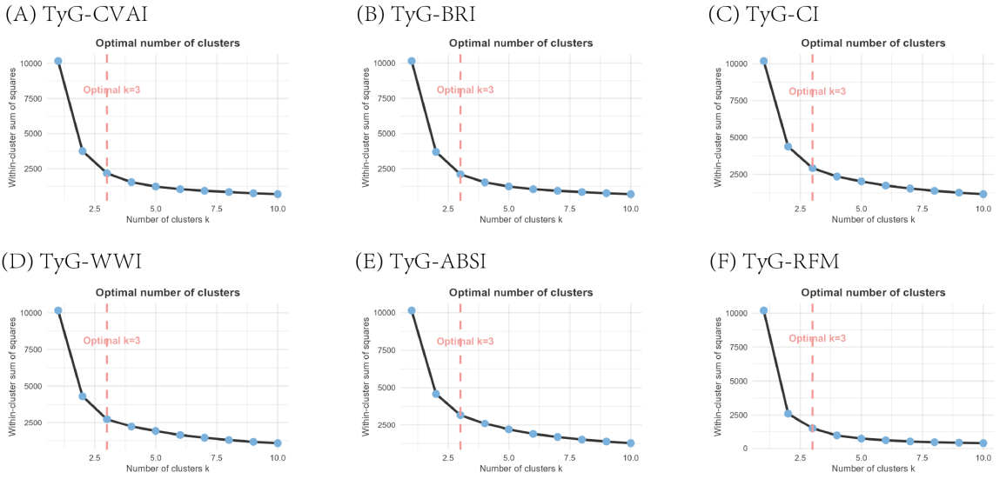 (A) TyG-CVAI
Optimal number of clusters
Within-cluster sum of squares
10000
7500
5000
2500
Optimal k=3
2.5 5.0 7.5 10.0
Number of clusters k
(B) TyG-BRI
Optimal number of clusters
Within-cluster sum of squares
10000
7500
5000
2500
Optimal k=3
2.5 5.0 7.5 10.0
Number of clusters k
(C) TyG-CI
Optimal number of clusters
Within-cluster sum of squares
10000
7500
5000
2500
Optimal k=3
2.5 5.0 7.5 10.0
Number of clusters k
(D) TyG-WWI
Optimal number of clusters
Within-cluster sum of squares
10000
7500
5000
2500
Optimal k=3
2.5 5.0 7.5 10.0
Number of clusters k
(E) TyG-ABSI
Optimal number of clusters
Within-cluster sum of squares
10000
7500
5000
2500
Optimal k=3
2.5 5.0 7.5 10.0
Number of clusters k
(F) TyG-RFM
Optimal number of clusters
Within-cluster sum of squares
10000
7500
5000
2500
0
Optimal k=3
2.5 5.0 7.5 10.0
Number of clusters k